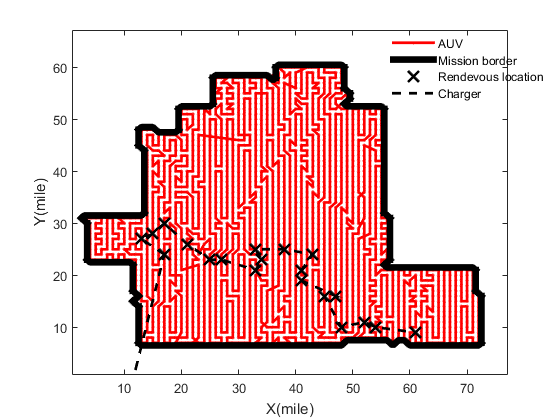 AUV
Mission border
Rendevous location
Charger
60
50
40
30
20
10
Y(mile)
10 20 30 40 50 60 70
X(mile)